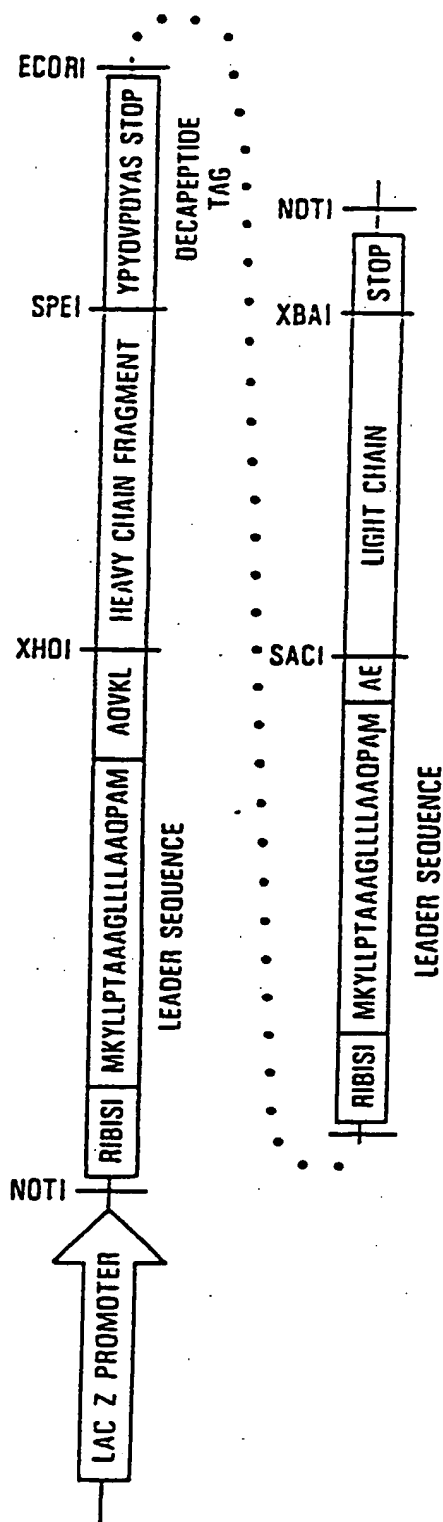 LAC Z PROMOTER
NOTI
RIBISI
MKYLLPTAAAGLLLLAAQPAM
LEADER SEQUENCE
AQVKL
XHOI
HEAVY CHAIN FRAGMENT
SPEI
YPYDVPDYAS STOP
DECAPEPTIDE
TAG
ECORI
RIBISI
MKYLLPTAAAGLLLLAAQPAM
LEADER SEQUENCE
AE
SACI
LIGHT CHAIN
XBAI
STOP
NOTI